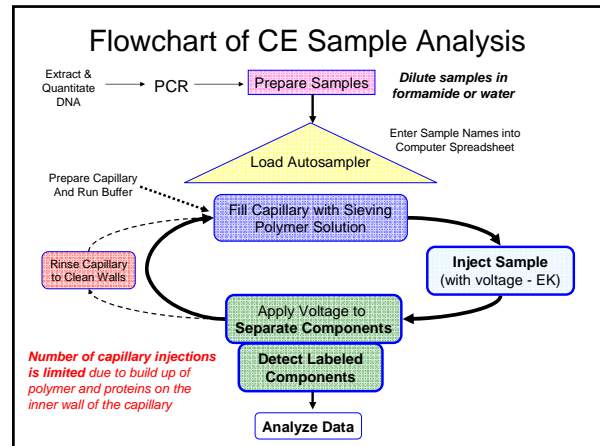 Flowchart of CE Sample Analysis
Extract &
Quantitate
DNA
PCR
Prepare Samples
Dilute samples in
formamide or water
Enter Sample Names into
Computer Spreadsheet
Load Autosampler
Prepare Capillary
And Run Buffer
Fill Capillary with Sieving
Polymer Solution
Rinse Capillary
to Clean Walls
Inject Sample
(with voltage - EK)
Apply Voltage to
Separate Components
Detect Labeled
Components
Number of capillary injections
is limited due to build up of
polymer and proteins on the
inner wall of the capillary
Analyze Data